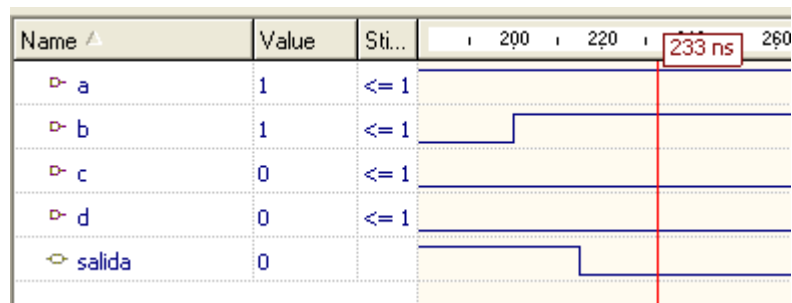 Name Value Sti... 200 220 233 ns 260
a 1 <= 1
b 1 <= 1
c 0 <= 1
d 0 <= 1
salida 0